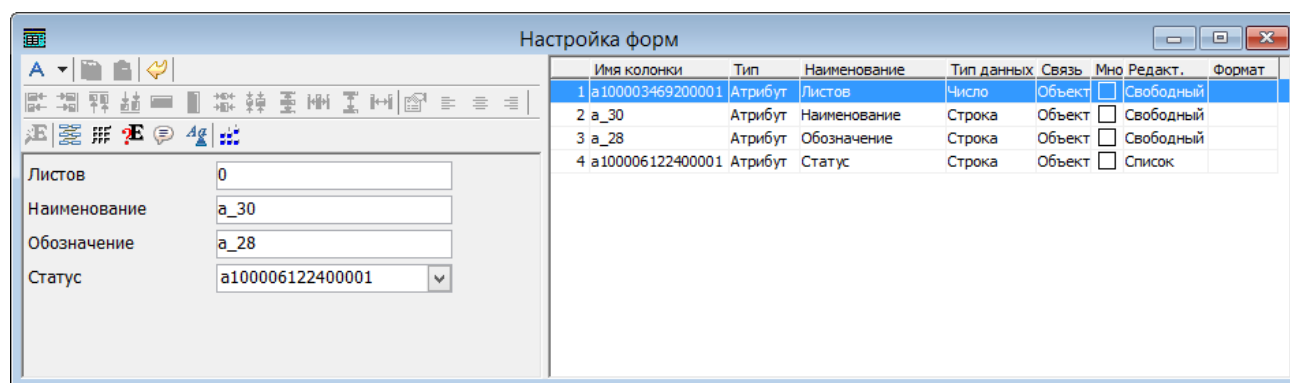 Настройка форм
Имя колонки Тип Наименование Тип данных Связь Мно Редакт. Формат
1 a100003469200001 Атрибут Листов Число Объект Свободный
2 a_30 Атрибут Наименование Строка Объект Свободный
3 a_28 Атрибут Обозначение Строка Объект Свободный
4 a100006122400001 Атрибут Статус Строка Объект Список
Листов 0
Наименование a_30
Обозначение a_28
Статус a100006122400001